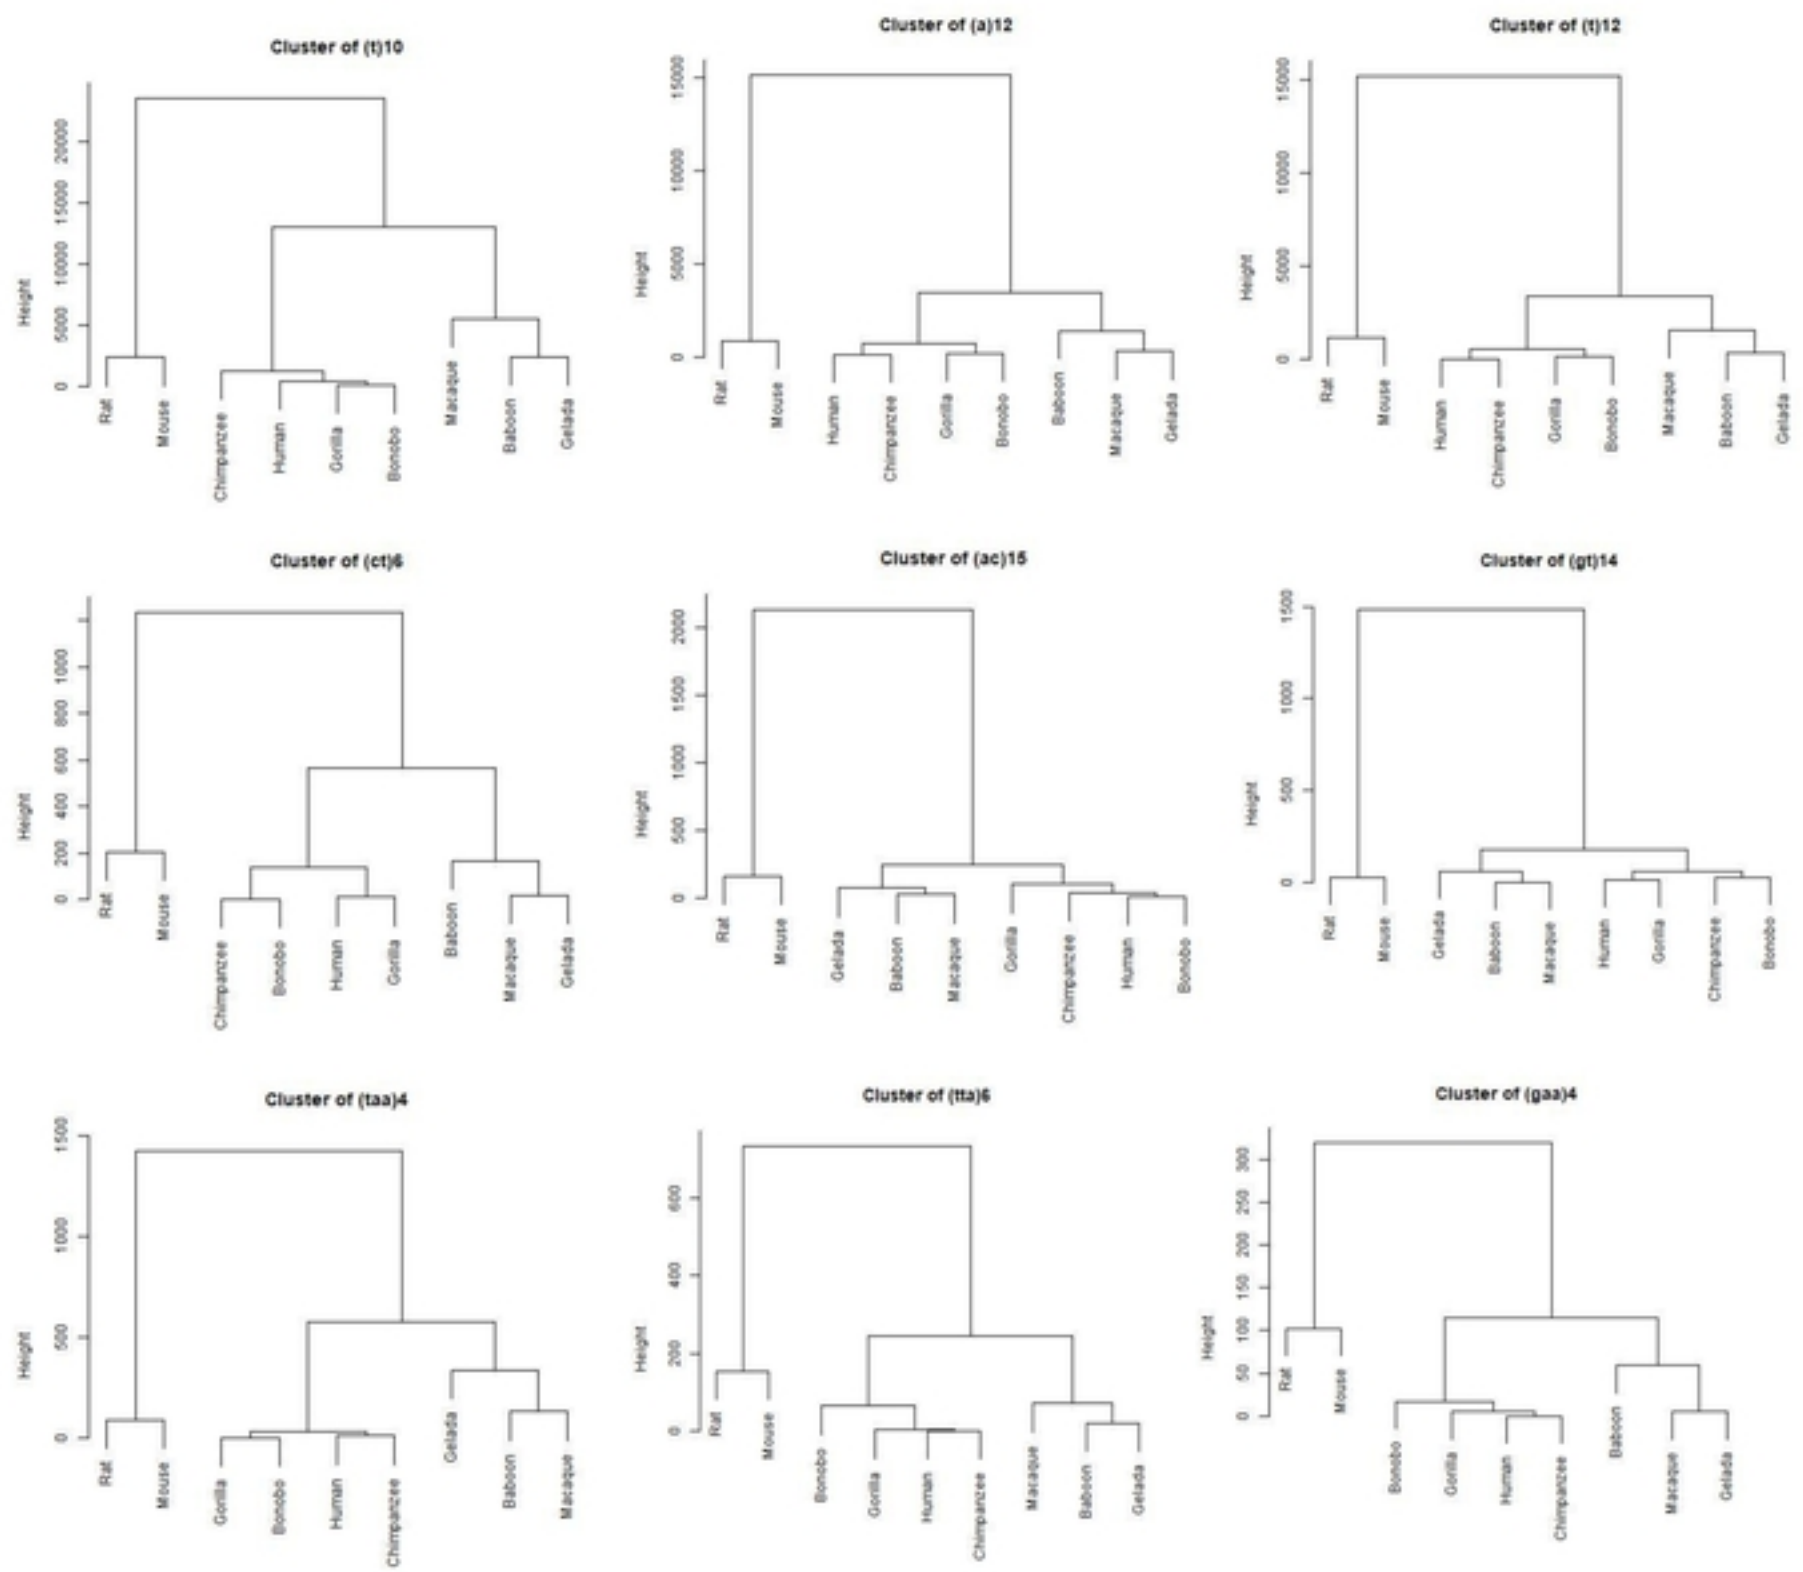 Cluster of (t)10
Height
0 5000 10000 15000 20000
Rat Mouse Chimpanzee Human Gorilla Bonobo Macaque Baboon Gelada
Cluster of (a)12
Height
0 5000 10000 15000
Rat Mouse Human Chimpanzee Gorilla Bonobo Baboon Macaque Gelada
Cluster of (t)12
Height
0 5000 10000 15000
Rat Mouse Human Chimpanzee Gorilla Bonobo Macaque Baboon Gelada
Cluster of (ct)6
Height
0 200 400 600 800 1000
Rat Mouse Chimpanzee Bonobo Human Gorilla Baboon Macaque Gelada
Cluster of (ac)15
Height
0 500 1000 1500 2000
Rat Mouse Gelada Baboon Macaque Gorilla Chimpanzee Human Bonobo
Cluster of (gt)14
Height
0 500 1000 1500
Rat Mouse Gelada Baboon Macaque Human Gorilla Chimpanzee Bonobo
Cluster of (taa)4
Height
0 500 1000 1500
Rat Mouse Gorilla Bonobo Human Chimpanzee Gelada Baboon Macaque
Cluster of (tta)6
Height
0 200 400 600
Rat Mouse Bonobo Gorilla Human Chimpanzee Macaque Baboon Gelada
Cluster of (gaa)4
Height
0 50 100 150 200 250 300
Rat Mouse Bonobo Gorilla Human Chimpanzee Baboon Macaque Gelada